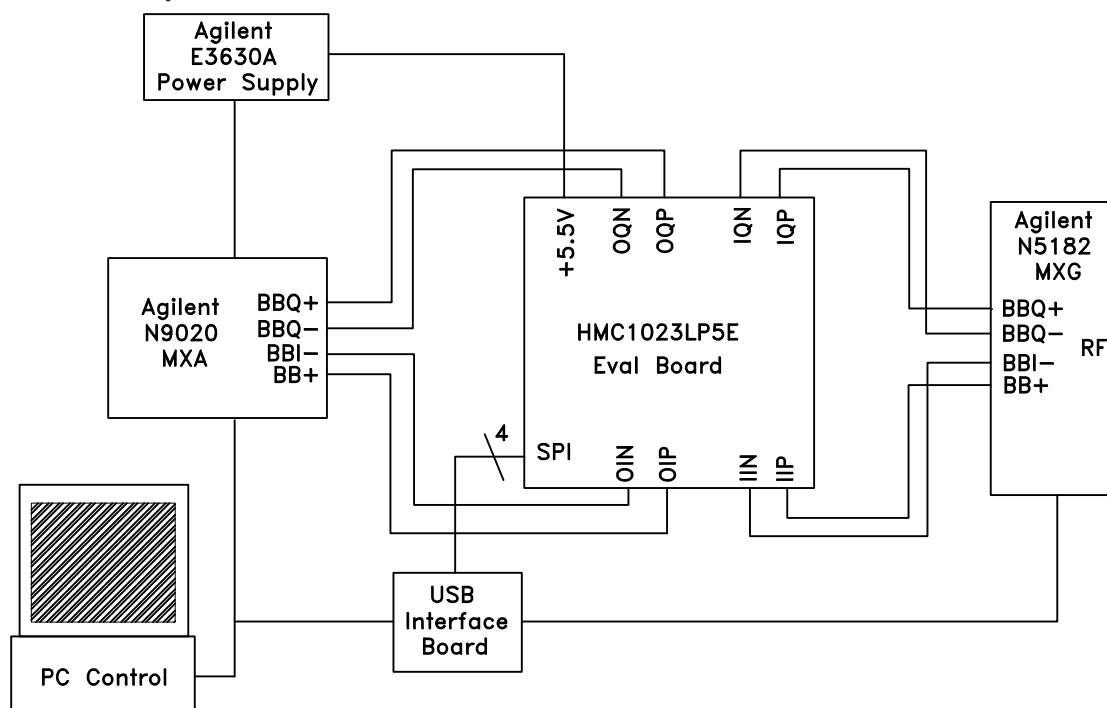 Agilent
E3630A
Power Supply
+5.5V
OQN
OQP
IQN
IQP
Agilent
N9020
MXA
BBQ+
BBQ-
BBI-
BB+
HMC1023LP5E
Eval Board
Agilent
N5182
MXG
BBQ+
BBQ-
BBI-
BB+
RF
4
SPI
OIN
OIP
IIN
IIP
USB
Interface
Board
PC Control